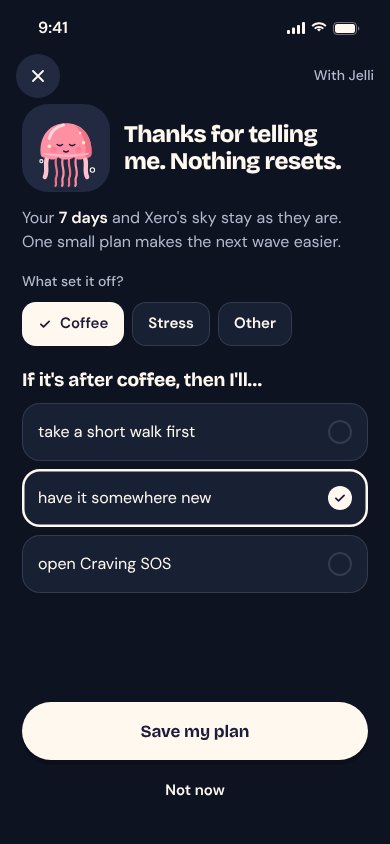 9:41
With Jelli
Thanks for telling
me. Nothing resets.
Your 7 days and Xero's sky stay as they are.
One small plan makes the next wave easier.
What set it off?
Coffee
Stress
Other
If it's after coffee, then I'll...
take a short walk first
have it somewhere new
open Craving SOS
Save my plan
Not now